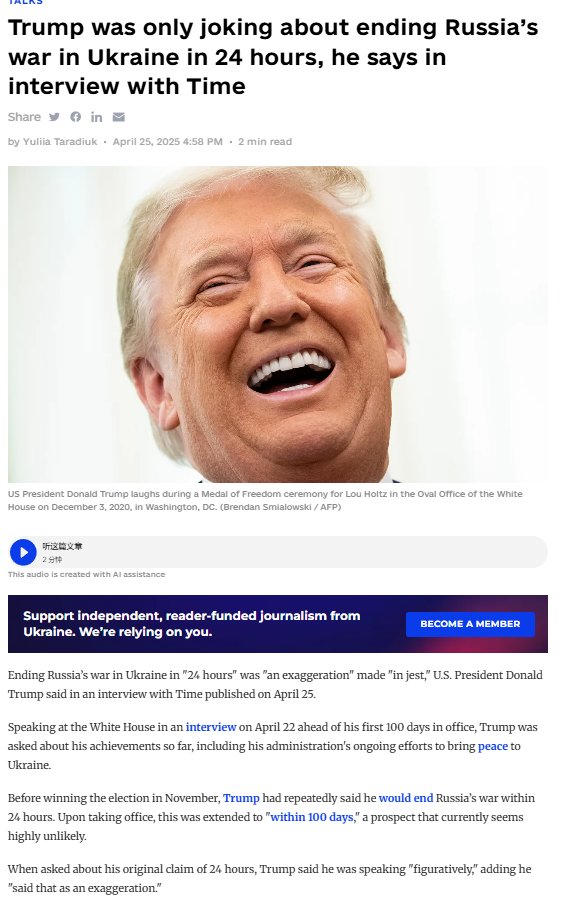 TALKS
Trump was only joking about ending Russia’s
war in Ukraine in 24 hours, he says in
interview with Time
Share
by Yuliia Taradiuk • April 25, 2025 4:58 PM • 2 min read
US President Donald Trump laughs during a Medal of Freedom ceremony for Lou Holtz in the Oval Office of the White
House on December 3, 2020, in Washington, DC. (Brendan Smialowski / AFP)
听这篇文章
2 分钟
This audio is created with AI assistance
Support independent, reader-funded journalism from
Ukraine. We’re relying on you.
BECOME A MEMBER
Ending Russia’s war in Ukraine in "24 hours" was "an exaggeration" made "in jest," U.S. President Donald
Trump said in an interview with Time published on April 25.
Speaking at the White House in an interview on April 22 ahead of his first 100 days in office, Trump was
asked about his achievements so far, including his administration's ongoing efforts to bring peace to
Ukraine.
Before winning the election in November, Trump had repeatedly said he would end Russia’s war within
24 hours. Upon taking office, this was extended to "within 100 days," a prospect that currently seems
highly unlikely.
When asked about his original claim of 24 hours, Trump said he was speaking "figuratively," adding he
"said that as an exaggeration."